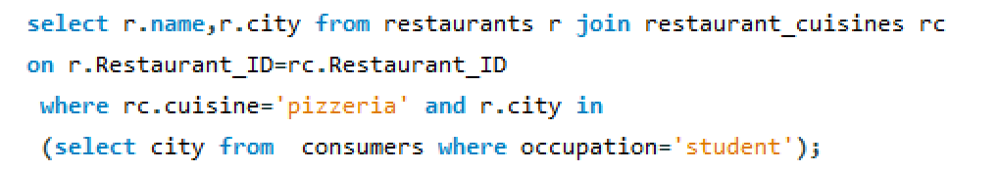 select r.name,r.city from restaurants r join restaurant_cuisines rc
on r.Restaurant_ID=rc.Restaurant_ID
where rc.cuisine='pizzeria' and r.city in
(select city from consumers where occupation='student');